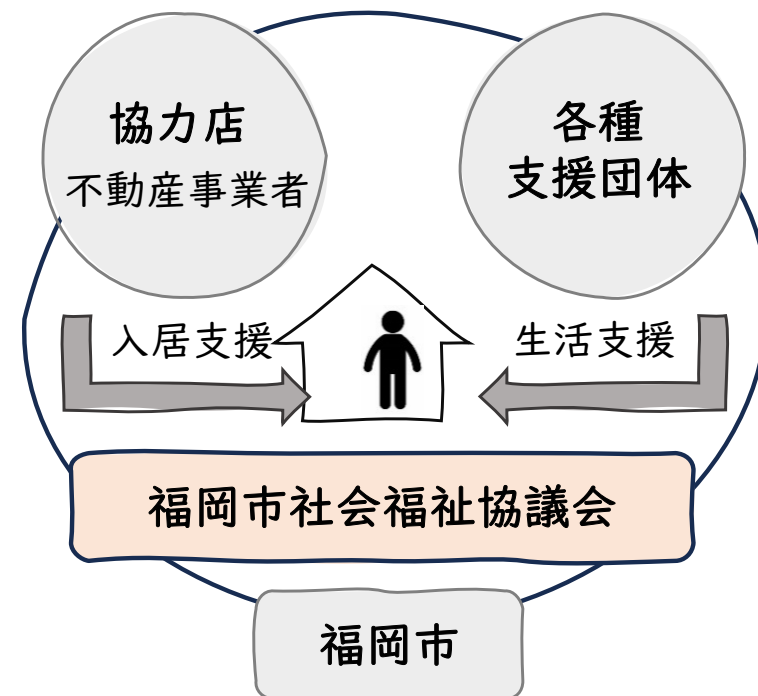 協力店
不動産事業者
各種
支援団体
入居支援
生活支援
福岡市社会福祉協議会
福岡市